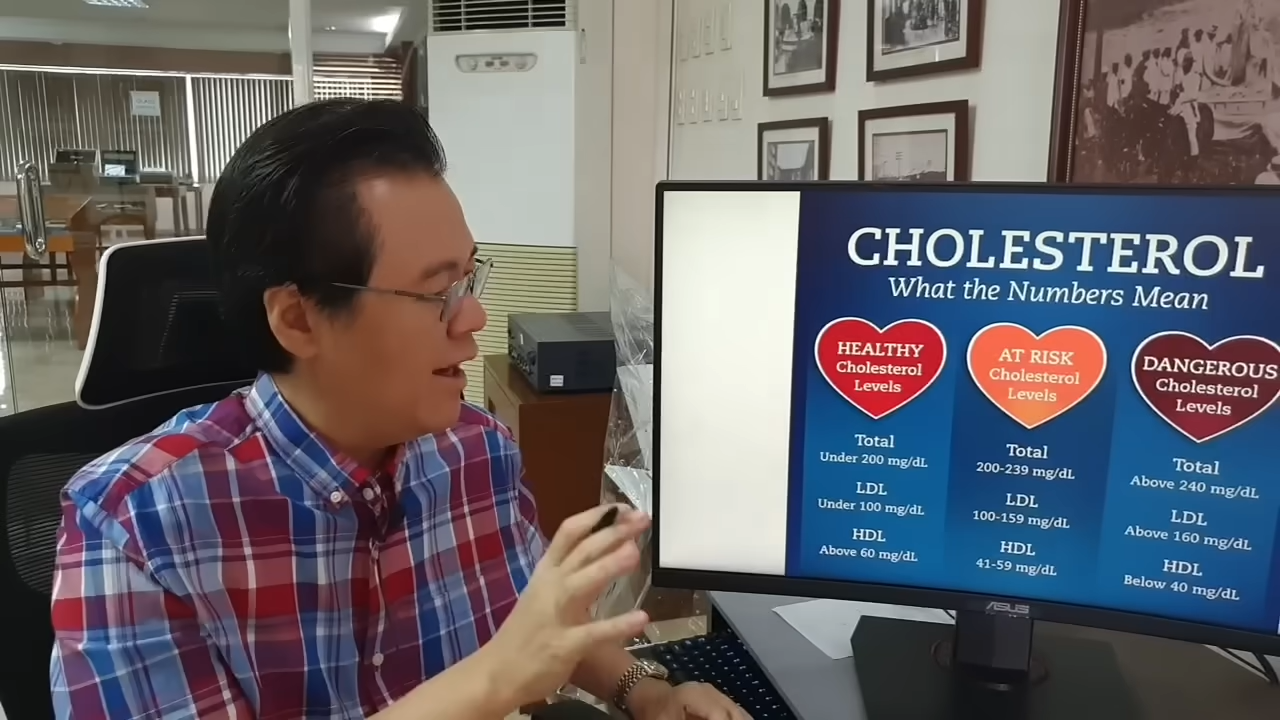 CHOLESTEROL
What the Numbers Mean
HEALTHY
Cholesterol
Levels
Total
Under 200 mg/dL
LDL
Under 100 mg/dL
HDL
Above 60 mg/dL
AT RISK
Cholesterol
Levels
Total
200-239 mg/dL
LDL
100-159 mg/dL
HDL
41-59 mg/dL
DANGEROUS
Cholesterol
Levels
Total
Above 240 mg/dL
LDL
Above 160 mg/dL
HDL
Below 40 mg/dL
ASUS